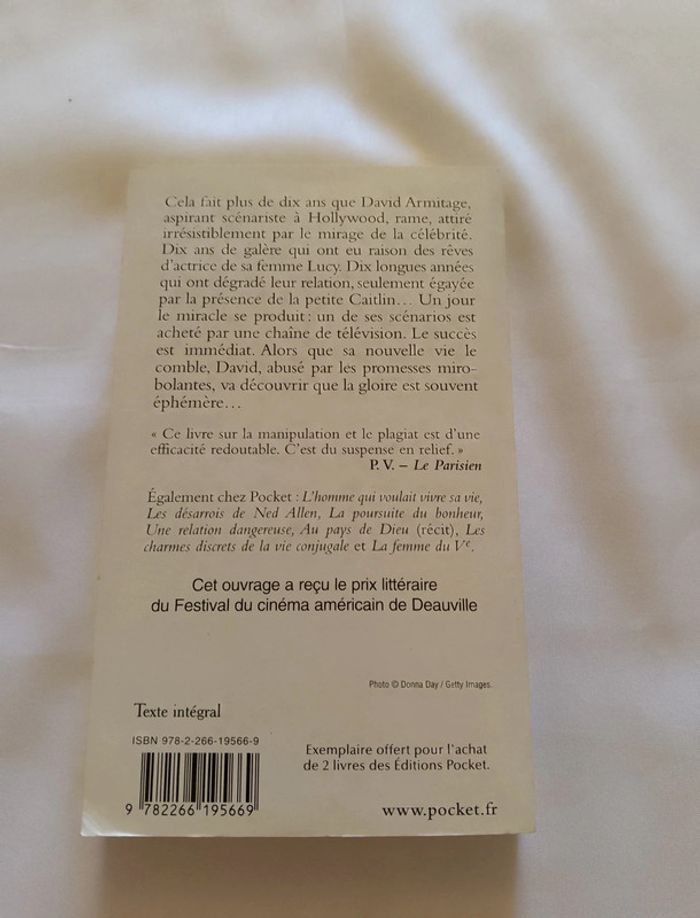 Cela fait plus de dix ans que David Armitage,
aspirant scénariste à Hollywood, rame, attiré
irrésistiblement par le mirage de la célébrité.
Dix ans de galère qui ont eu raison des rêves
d'actrice de sa femme Lucy. Dix longues années
qui ont dégradé leur relation, seulement égayée
par la présence de la petite Caitlin... Un jour
le miracle se produit : un de ses scénarios est
acheté par une chaîne de télévision. Le succès
est immédiat. Alors que sa nouvelle vie le
comble, David, abusé par les promesses miro-
bolantes, va découvrir que la gloire est souvent
éphémère...
« Ce livre sur la manipulation et le plagiat est d'une
efficacité redoutable. C'est du suspense en relief. »
P. V. – Le Parisien
Également chez Pocket : L'homme qui voulait vivre sa vie,
Les désarrois de Ned Allen, La poursuite du bonheur,
Une relation dangereuse, Au pays de Dieu (récit), Les
charmes discrets de la vie conjugale et La femme du Ve.
Cet ouvrage a reçu le prix littéraire
du Festival du cinéma américain de Deauville
Photo © Donna Day / Getty Images.
Texte intégral
ISBN 978-2-266-19566-9
Exemplaire offert pour l'achat
de 2 livres des Éditions Pocket.
9 782266 195669
www.pocket.fr